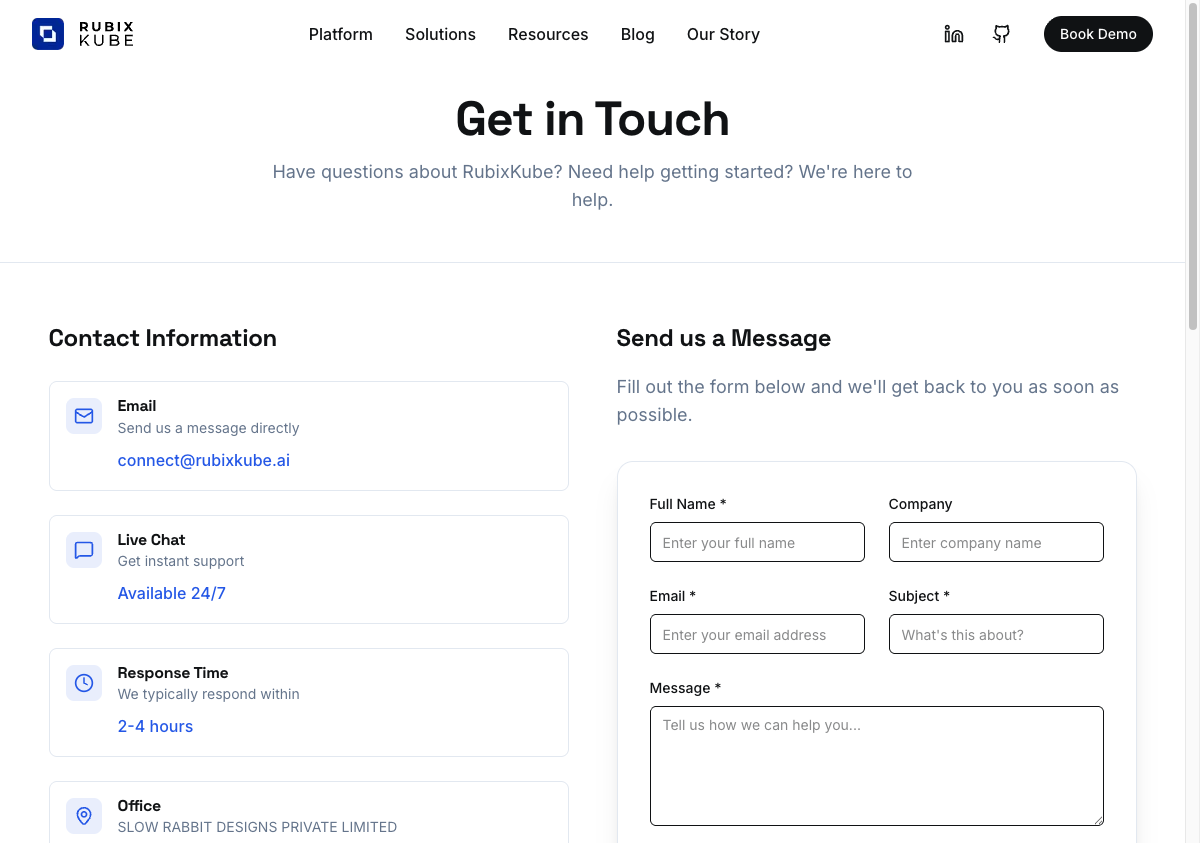 RUBIX
KUBE
Platform
Solutions
Resources
Blog
Our Story
Book Demo
Get in Touch
Have questions about RubixKube? Need help getting started? We're here to
help.
Contact Information
Email
Send us a message directly
connect@rubixkube.ai
Live Chat
Get instant support
Available 24/7
Response Time
We typically respond within
2-4 hours
Office
SLOW RABBIT DESIGNS PRIVATE LIMITED
Send us a Message
Fill out the form below and we'll get back to you as soon as
possible.
Full Name *
Enter your full name
Company
Enter company name
Email *
Enter your email address
Subject *
What's this about?
Message *
Tell us how we can help you...